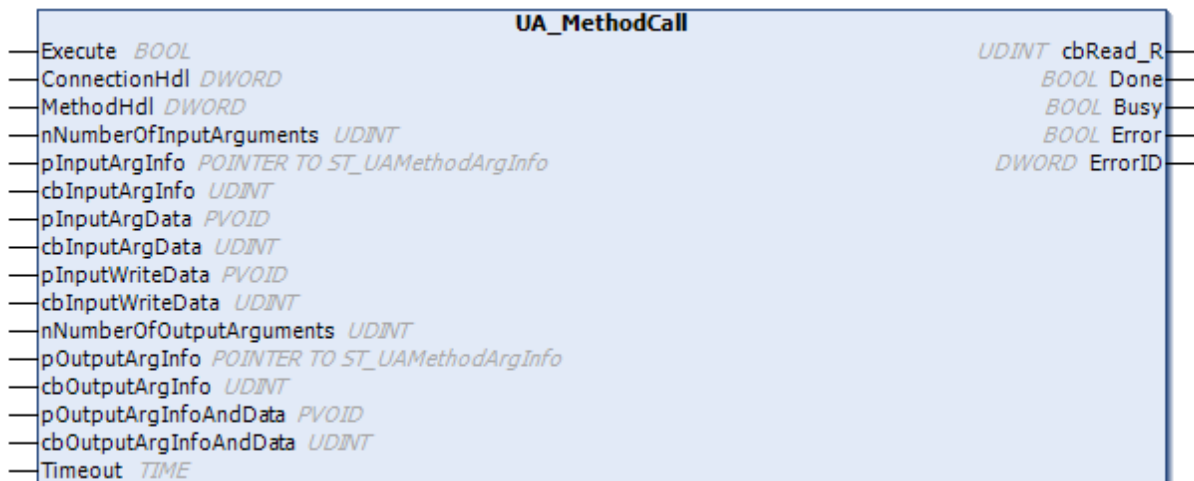 UA_MethodCall
Execute BOOL UDINT cbRead_R
ConnectionHdl DWORD BOOL Done
MethodHdl DWORD BOOL Busy
nNumberOfInputArguments UDINT BOOL Error
pInputArgInfo POINTER TO ST_UAMethodArgInfo DWORD ErrorID
cbInputArgInfo UDINT
pInputArgData PVOID
cbInputArgData UDINT
pInputWriteData PVOID
cbInputWriteData UDINT
nNumberOfOutputArguments UDINT
pOutputArgInfo POINTER TO ST_UAMethodArgInfo
cbOutputArgInfo UDINT
pOutputArgInfoAndData PVOID
cbOutputArgInfoAndData UDINT
Timeout TIME